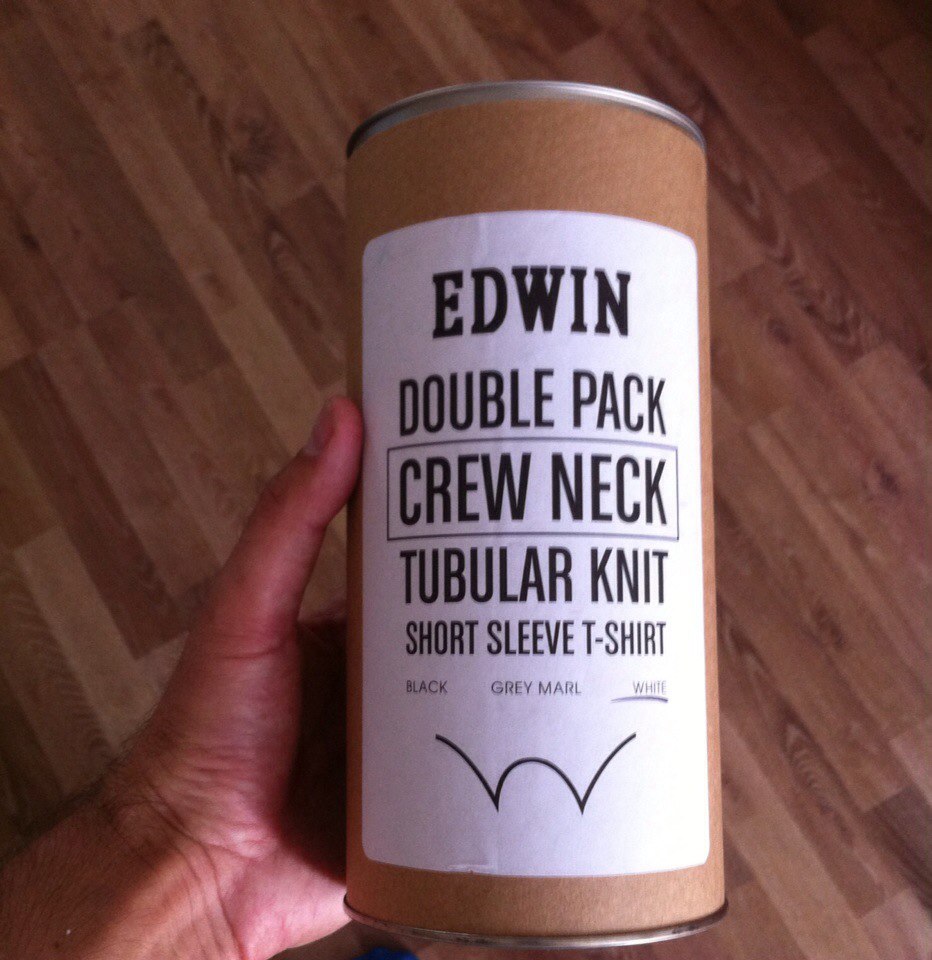 EDWIN
DOUBLE PACK
CREW NECK
TUBULAR KNIT
SHORT SLEEVE T-SHIRT
BLACK GREY MARL WHITE